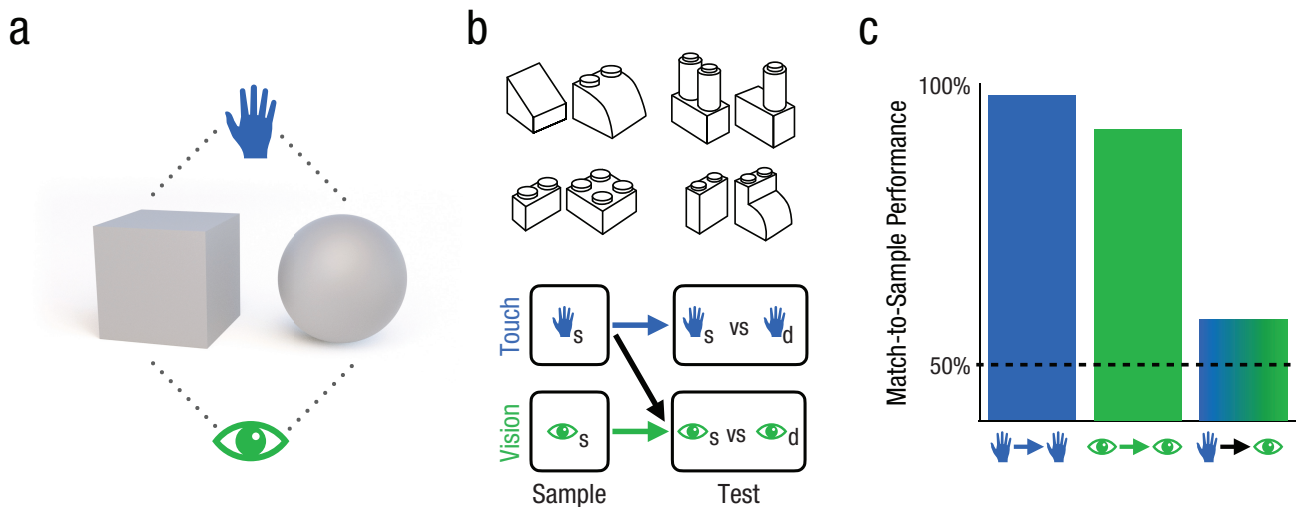 a
b
Touch
s
s vs d
Vision
s
s vs d
Sample
Test
c
Match-to-Sample Performance
100%
50%